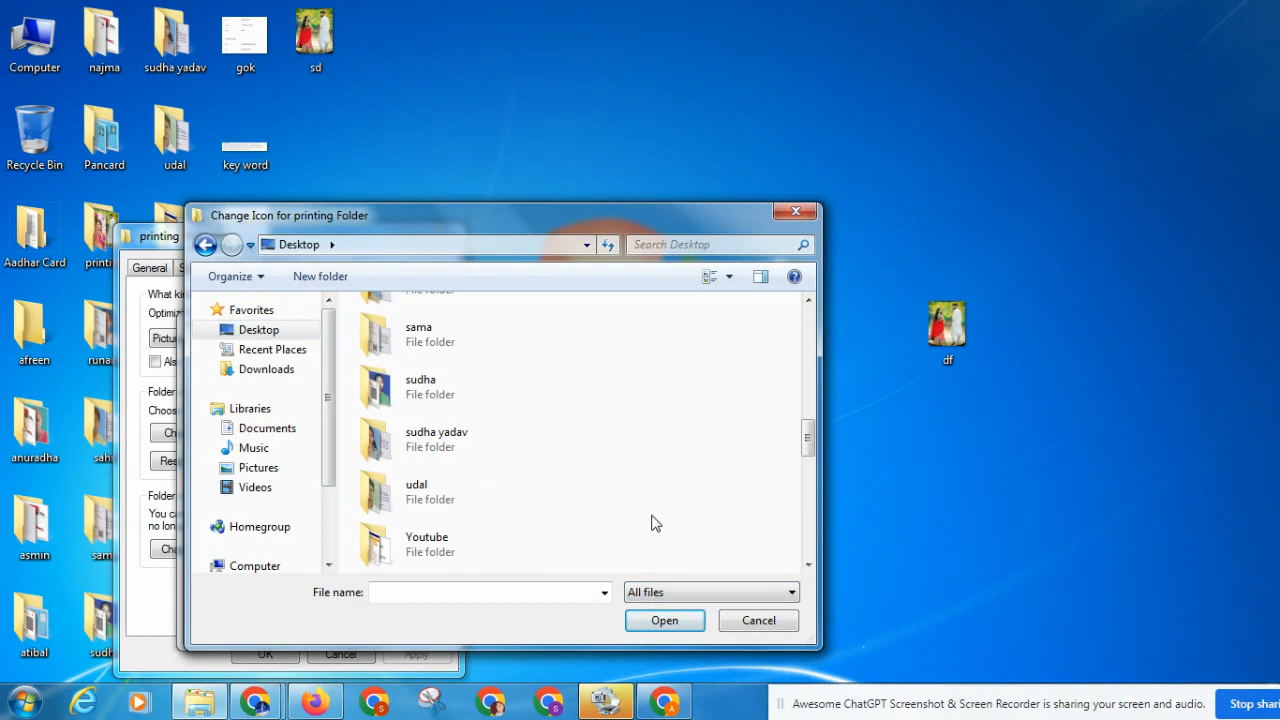 Computer
najma
sudha yadav
gok
sd
Recycle Bin
Pancard
udal
key word
Aadhar Card
printi
afreen
runa
anuradha
sah
asmin
sam
atibal
sudh
df
printing
General
What ki
Optimiz
Pictu
Als
Folder
Choos
Ch
Res
Folder
You ca
no lon
Cha
OK
Cancel
Apply
Change Icon for printing Folder
Desktop
Search Desktop
Organize
New folder
Favorites
Desktop
Recent Places
Downloads
Libraries
Documents
Music
Pictures
Videos
Homegroup
Computer
File folder
sama
File folder
sudha
File folder
sudha yadav
File folder
udal
File folder
Youtube
File folder
File name:
All files
Open
Cancel
Awesome ChatGPT Screenshot & Screen Recorder is sharing your screen and audio.
Stop shari